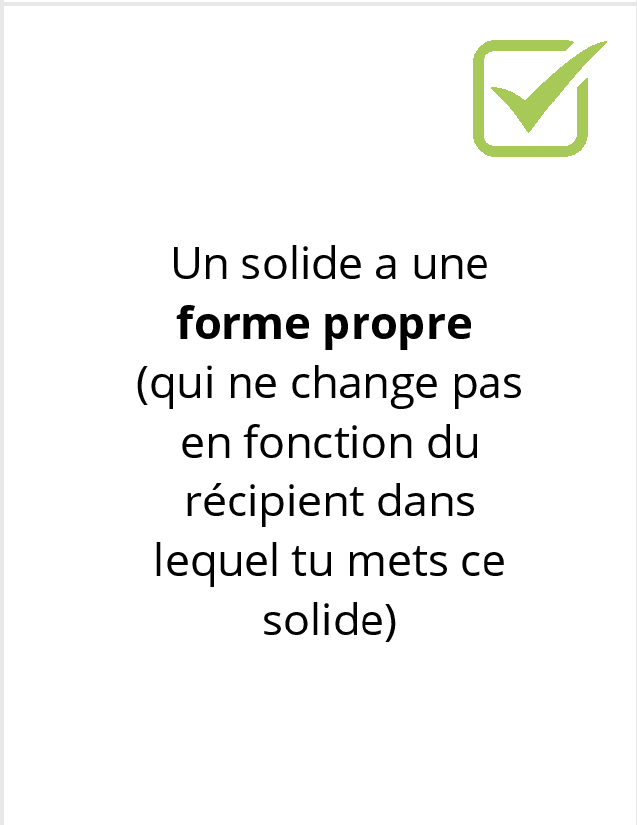 Un solide a une
forme propre
(qui ne change pas
en fonction du
récipient dans
lequel tu mets ce
solide)